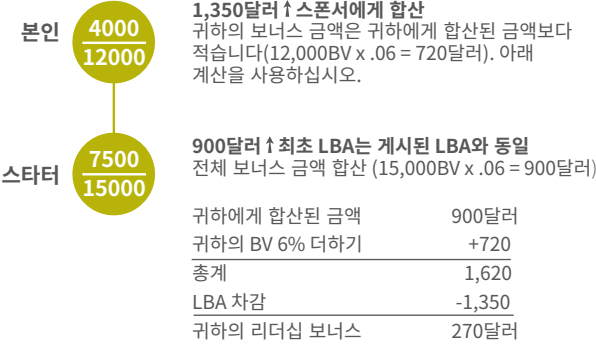 본인
4000
12000
1,350달러↑스폰서에게 합산
귀하의 보너스 금액은 귀하에게 합산된 금액보다
적습니다(12,000BV x .06 = 720달러). 아래
계산을 사용하십시오.
스타터
7500
15000
900달러↑최초 LBA는 게시된 LBA와 동일
전체 보너스 금액 합산 (15,000BV x .06 = 900달러)
귀하에게 합산된 금액 900달러
귀하의 BV 6% 더하기 +720
총계 1,620
LBA 차감 -1,350
귀하의 리더십 보너스 270달러